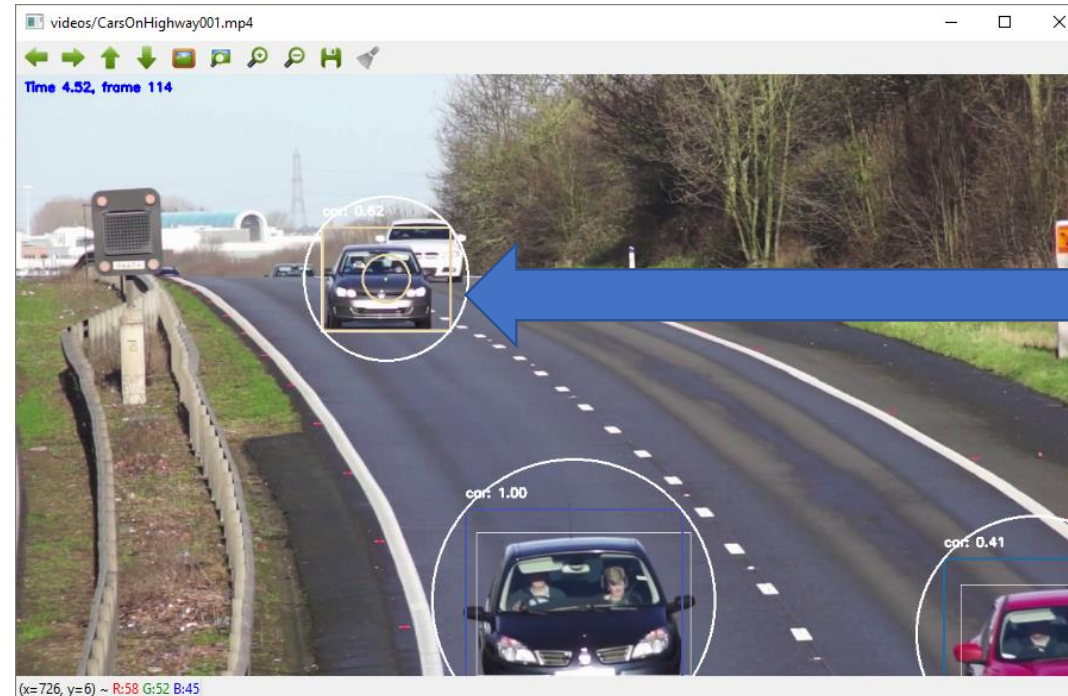 videos/CarsOnHighway001.mp4
Time 4.52, frame 114
car: 0.62
car: 1.00
car: 0.41
(x=726, y=6) ~ R:58 G:52 B:45